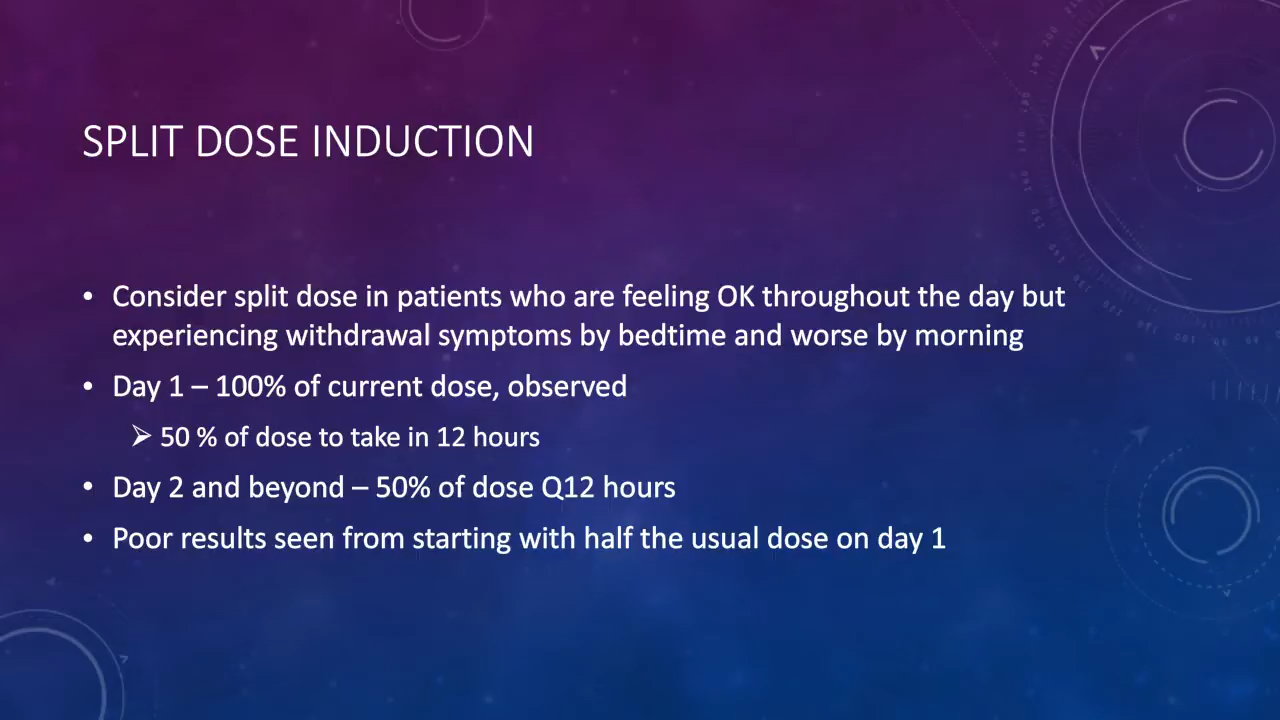 SPLIT DOSE INDUCTION
• Consider split dose in patients who are feeling OK throughout the day but
experiencing withdrawal symptoms by bedtime and worse by morning
• Day 1 – 100% of current dose, observed
➢ 50 % of dose to take in 12 hours
• Day 2 and beyond – 50% of dose Q12 hours
• Poor results seen from starting with half the usual dose on day 1